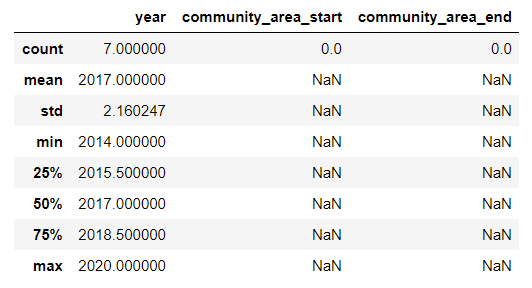 year community_area_start community_area_end
count 7.000000 0.0 0.0
mean 2017.000000 NaN NaN
std 2.160247 NaN NaN
min 2014.000000 NaN NaN
25% 2015.500000 NaN NaN
50% 2017.000000 NaN NaN
75% 2018.500000 NaN NaN
max 2020.000000 NaN NaN